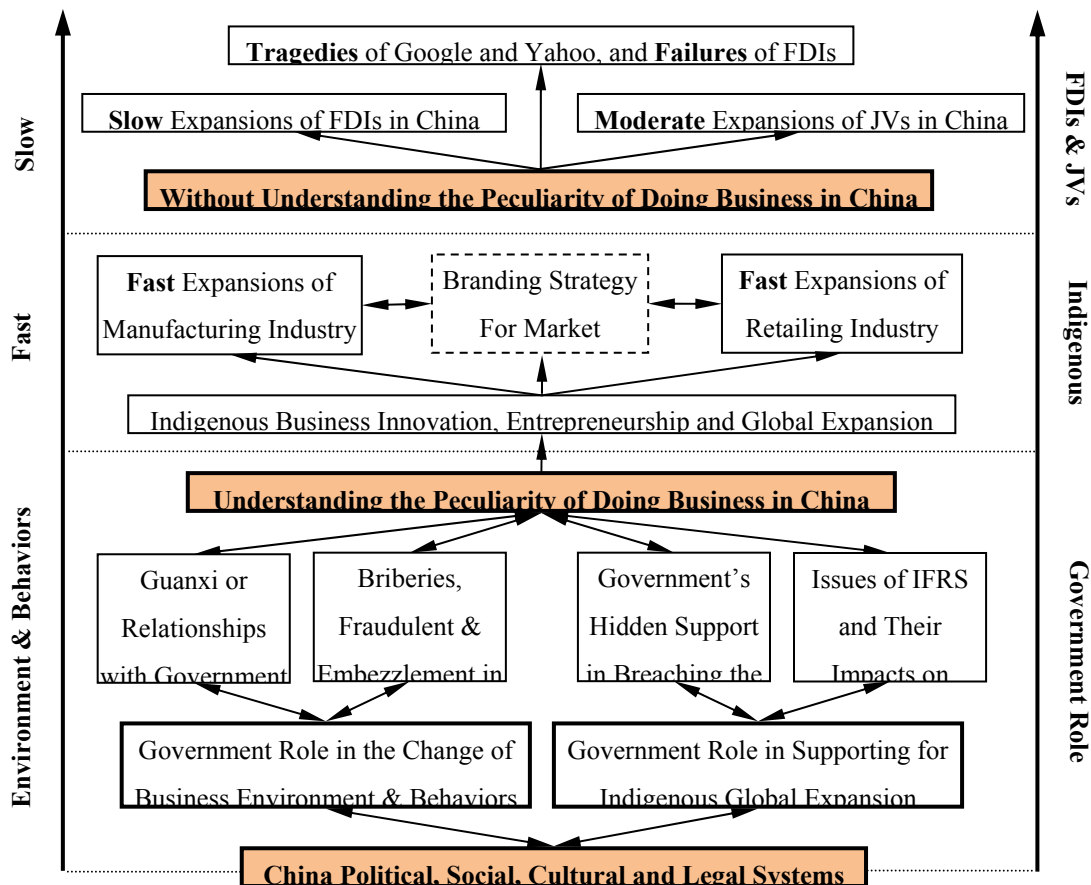 Tragedies of Google and Yahoo, and Failures of FDIs
Slow Expansions of FDIs in China
Moderate Expansions of JVs in China
Without Understanding the Peculiarity of Doing Business in China
Slow
FDIs & JVs
Fast Expansions of
Manufacturing Industry
Branding Strategy
For Market
Fast Expansions of
Retailing Industry
Indigenous Business Innovation, Entrepreneurship and Global Expansion
Fast
Indigenous
Understanding the Peculiarity of Doing Business in China
Guanxi or
Relationships
with Government
Briberies,
Fraudulent &
Embezzlement in
Government’s
Hidden Support
in Breaching the
Issues of IFRS
and Their
Impacts on
Government Role in the Change of
Business Environment & Behaviors
Government Role in Supporting for
Indigenous Global Expansion
China Political, Social, Cultural and Legal Systems
Environment & Behaviors
Government Role